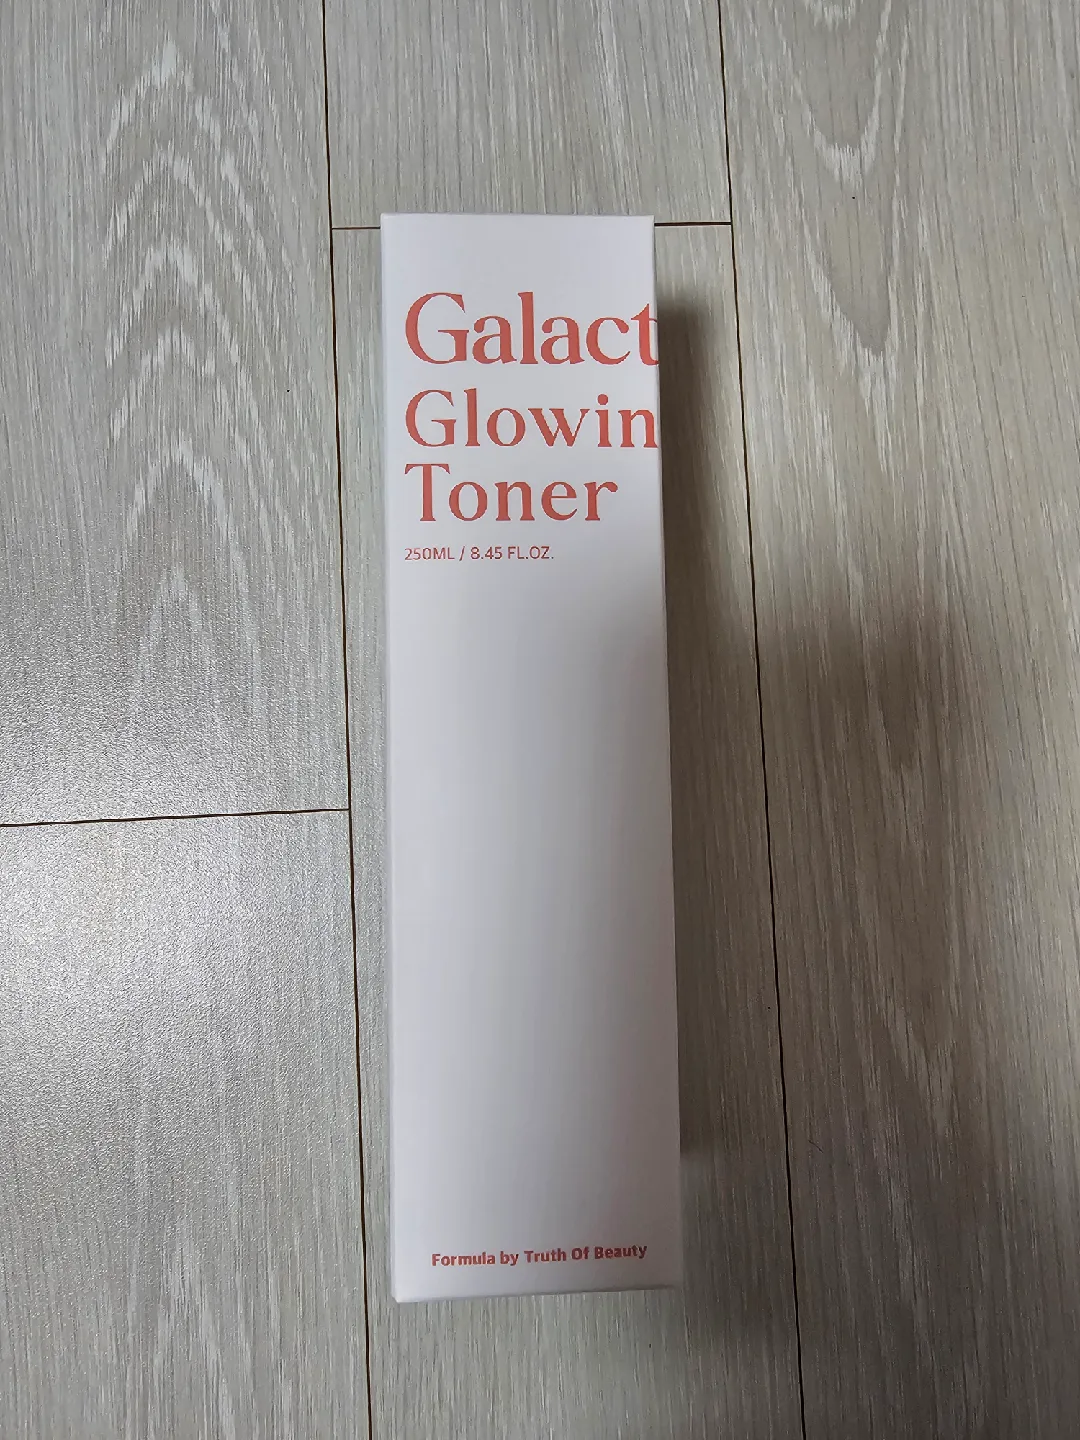 Galact
Glowin
Toner
250ML / 8.45 FL.OZ.
Formula by Truth Of Beauty